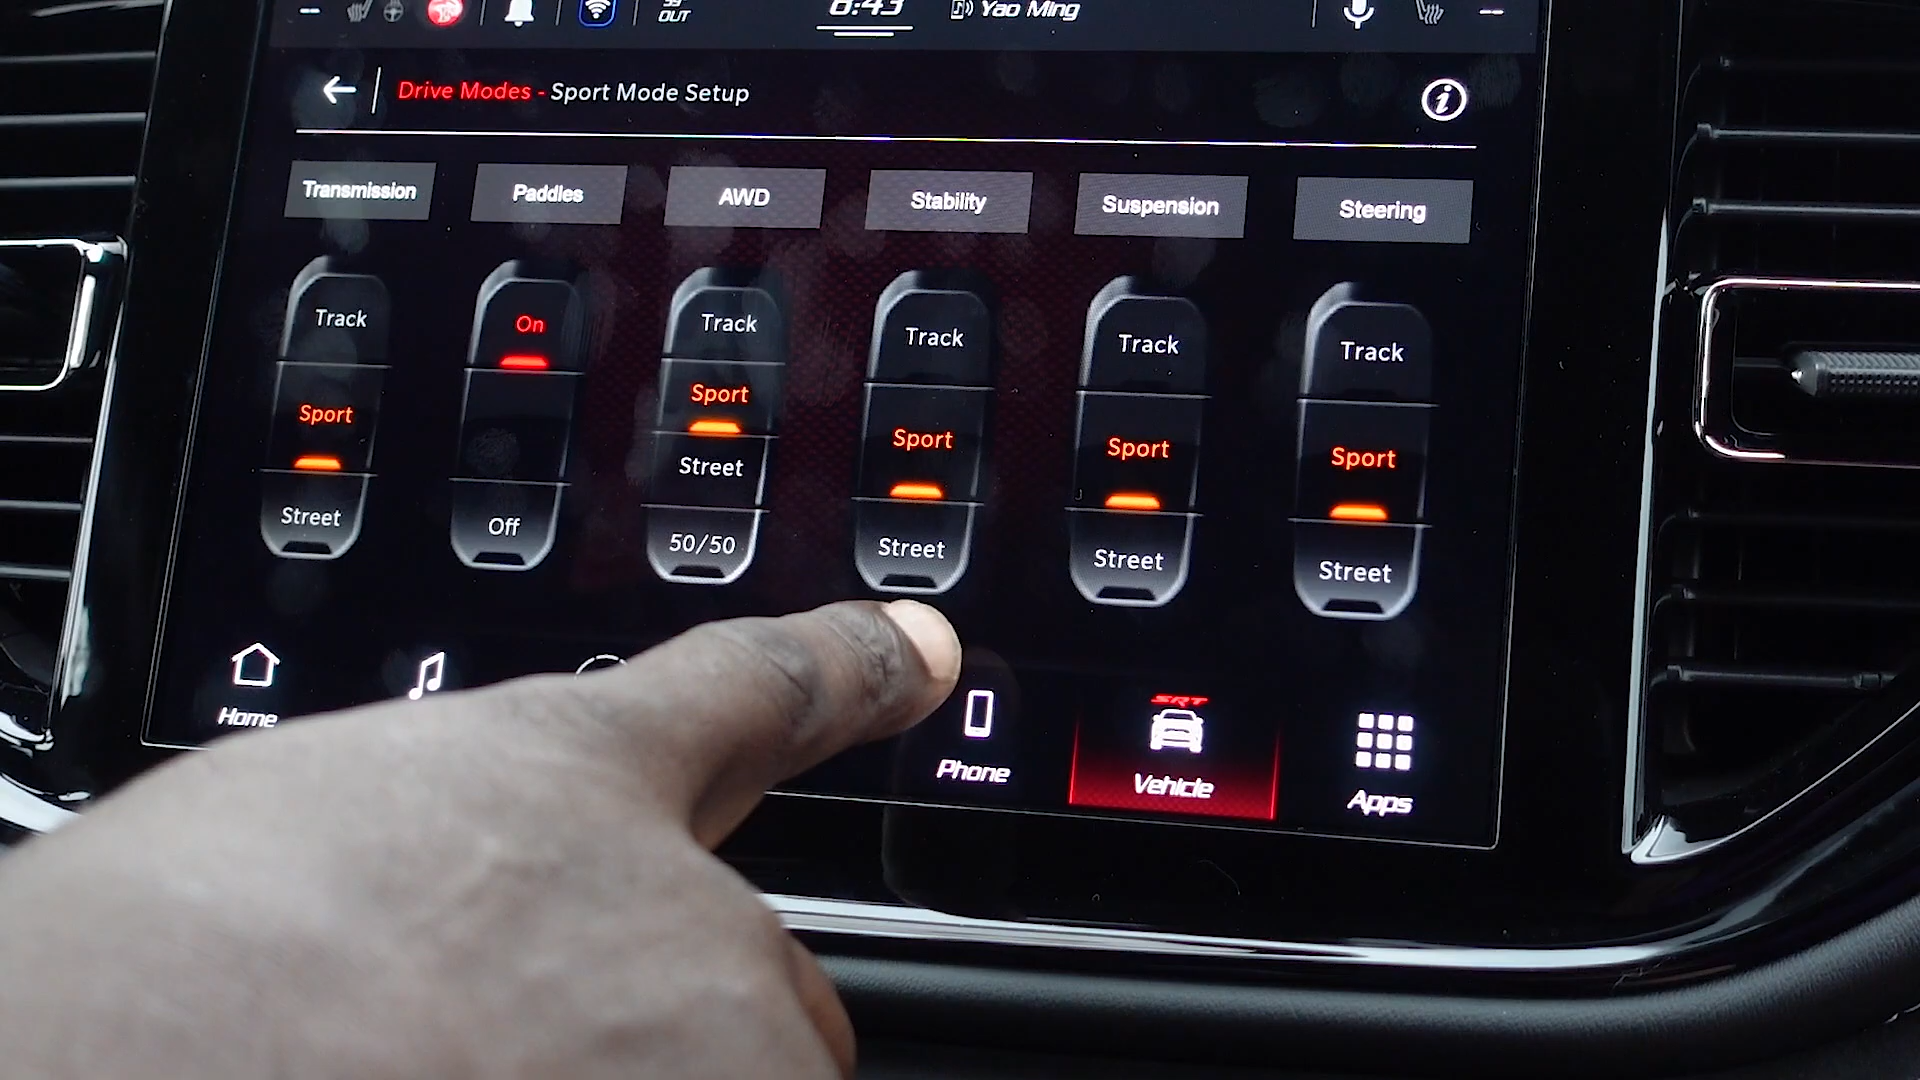 OUT
8:43
Yao Ming
Drive Modes - Sport Mode Setup
Transmission
Paddles
AWD
Stability
Suspension
Steering
Track
Sport
Street
On
Off
Track
Sport
Street
50/50
Track
Sport
Street
Track
Sport
Street
Track
Sport
Street
Home
Phone
SRT
Vehicle
Apps